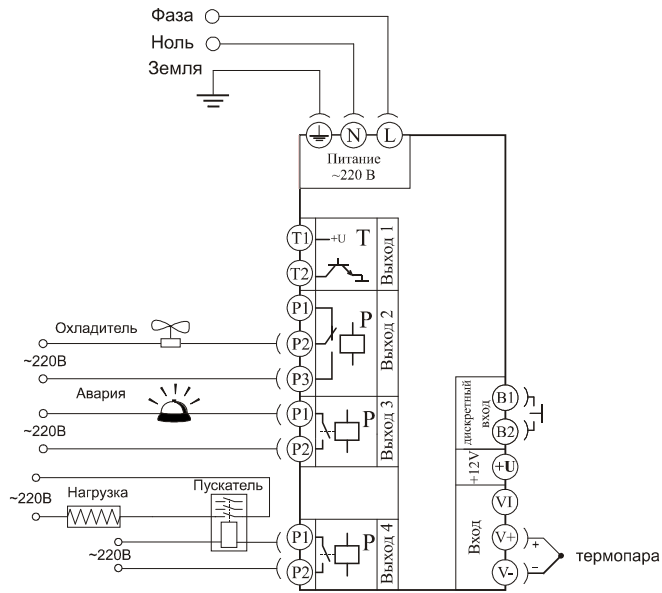 Фаза
Ноль
Земля
N
L
Питание
~220 В
T1
+U
T
T2
Выход 1
P1
P
P2
P3
Выход 2
Охладитель
~220В
Авария
~220В
P1
P
P2
Выход 3
Нагрузка
Пускатель
~220В
~220В
P1
P
P2
Выход 4
дискретный
вход
B1
B2
+12V
+U
VI
Вход
V+
V-
+
–
термопара